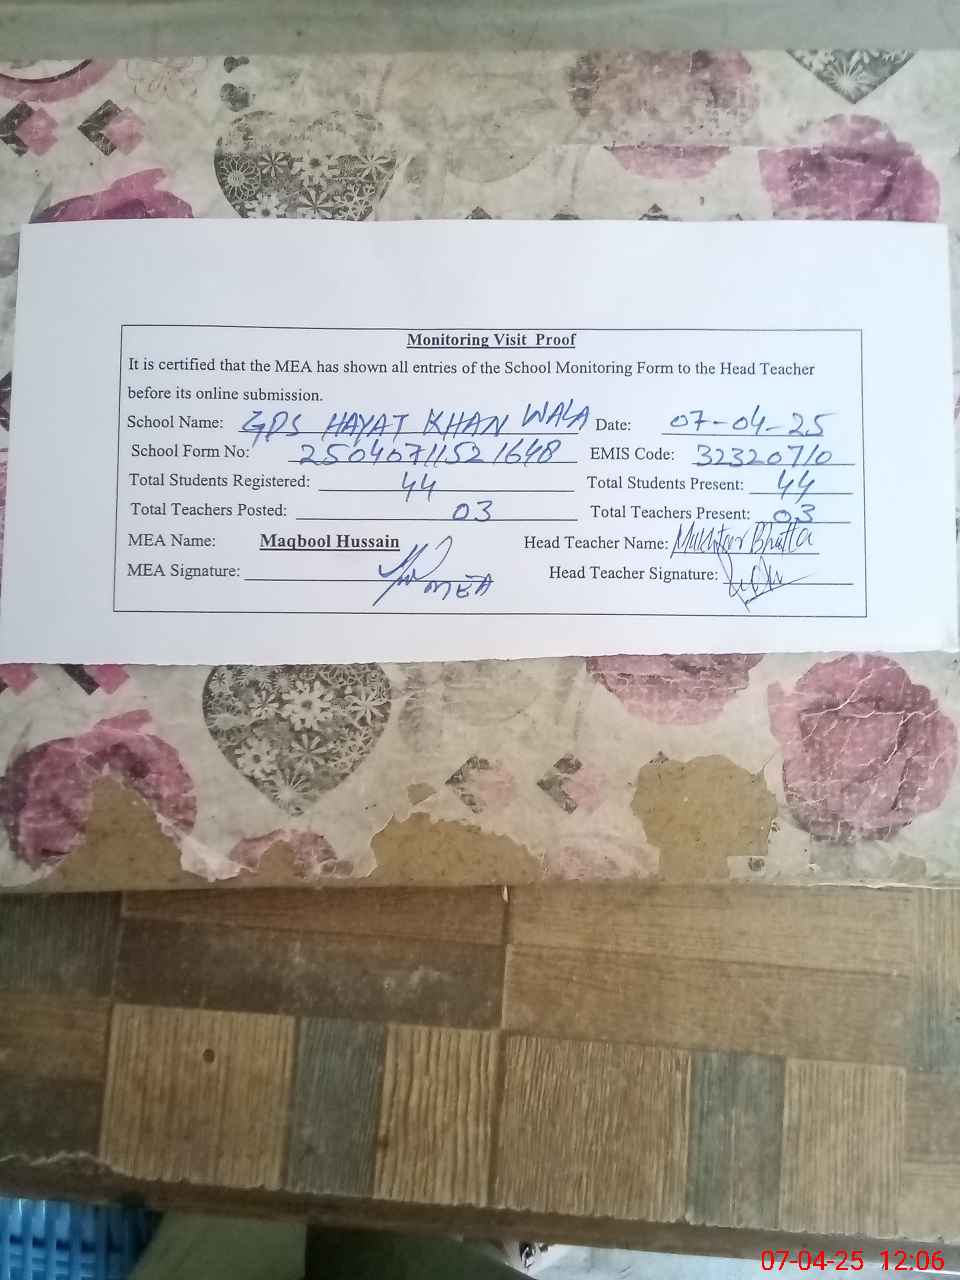 Monitoring Visit Proof
It is certified that the MEA has shown all entries of the School Monitoring Form to the Head Teacher
before its online submission.
School Name: GPS HAYAT KHAN WALA Date: 07-04-25
School Form No: 25040711521648 EMIS Code: 32320710
Total Students Registered: 44 Total Students Present: 44
Total Teachers Posted: 03 Total Teachers Present: 03
MEA Name: Maqbool Hussain Head Teacher Name: Mukhtar Bhutta
MEA Signature: MEA Head Teacher Signature:
07-04-25 12:06